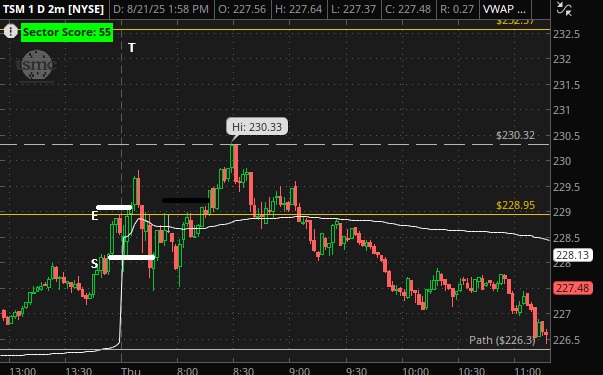 TSM 1 D 2m [NYSE] D: 8/21/25 1:58 PM O: 227.56 H: 227.64 L: 227.37 C: 227.48 R: 0.27 VWAP ...
Sector Score: 55
T
tsmc
Hi: 230.33
$230.32
$228.95
E
S
Path ($226.3
232.5
232
231.5
231
230.5
230
229.5
229
228.5
228.13
228
227.48
227
226.5
13:00 13:30 Thu 8:00 8:30 9:00 9:30 10:00 10:30 11:00